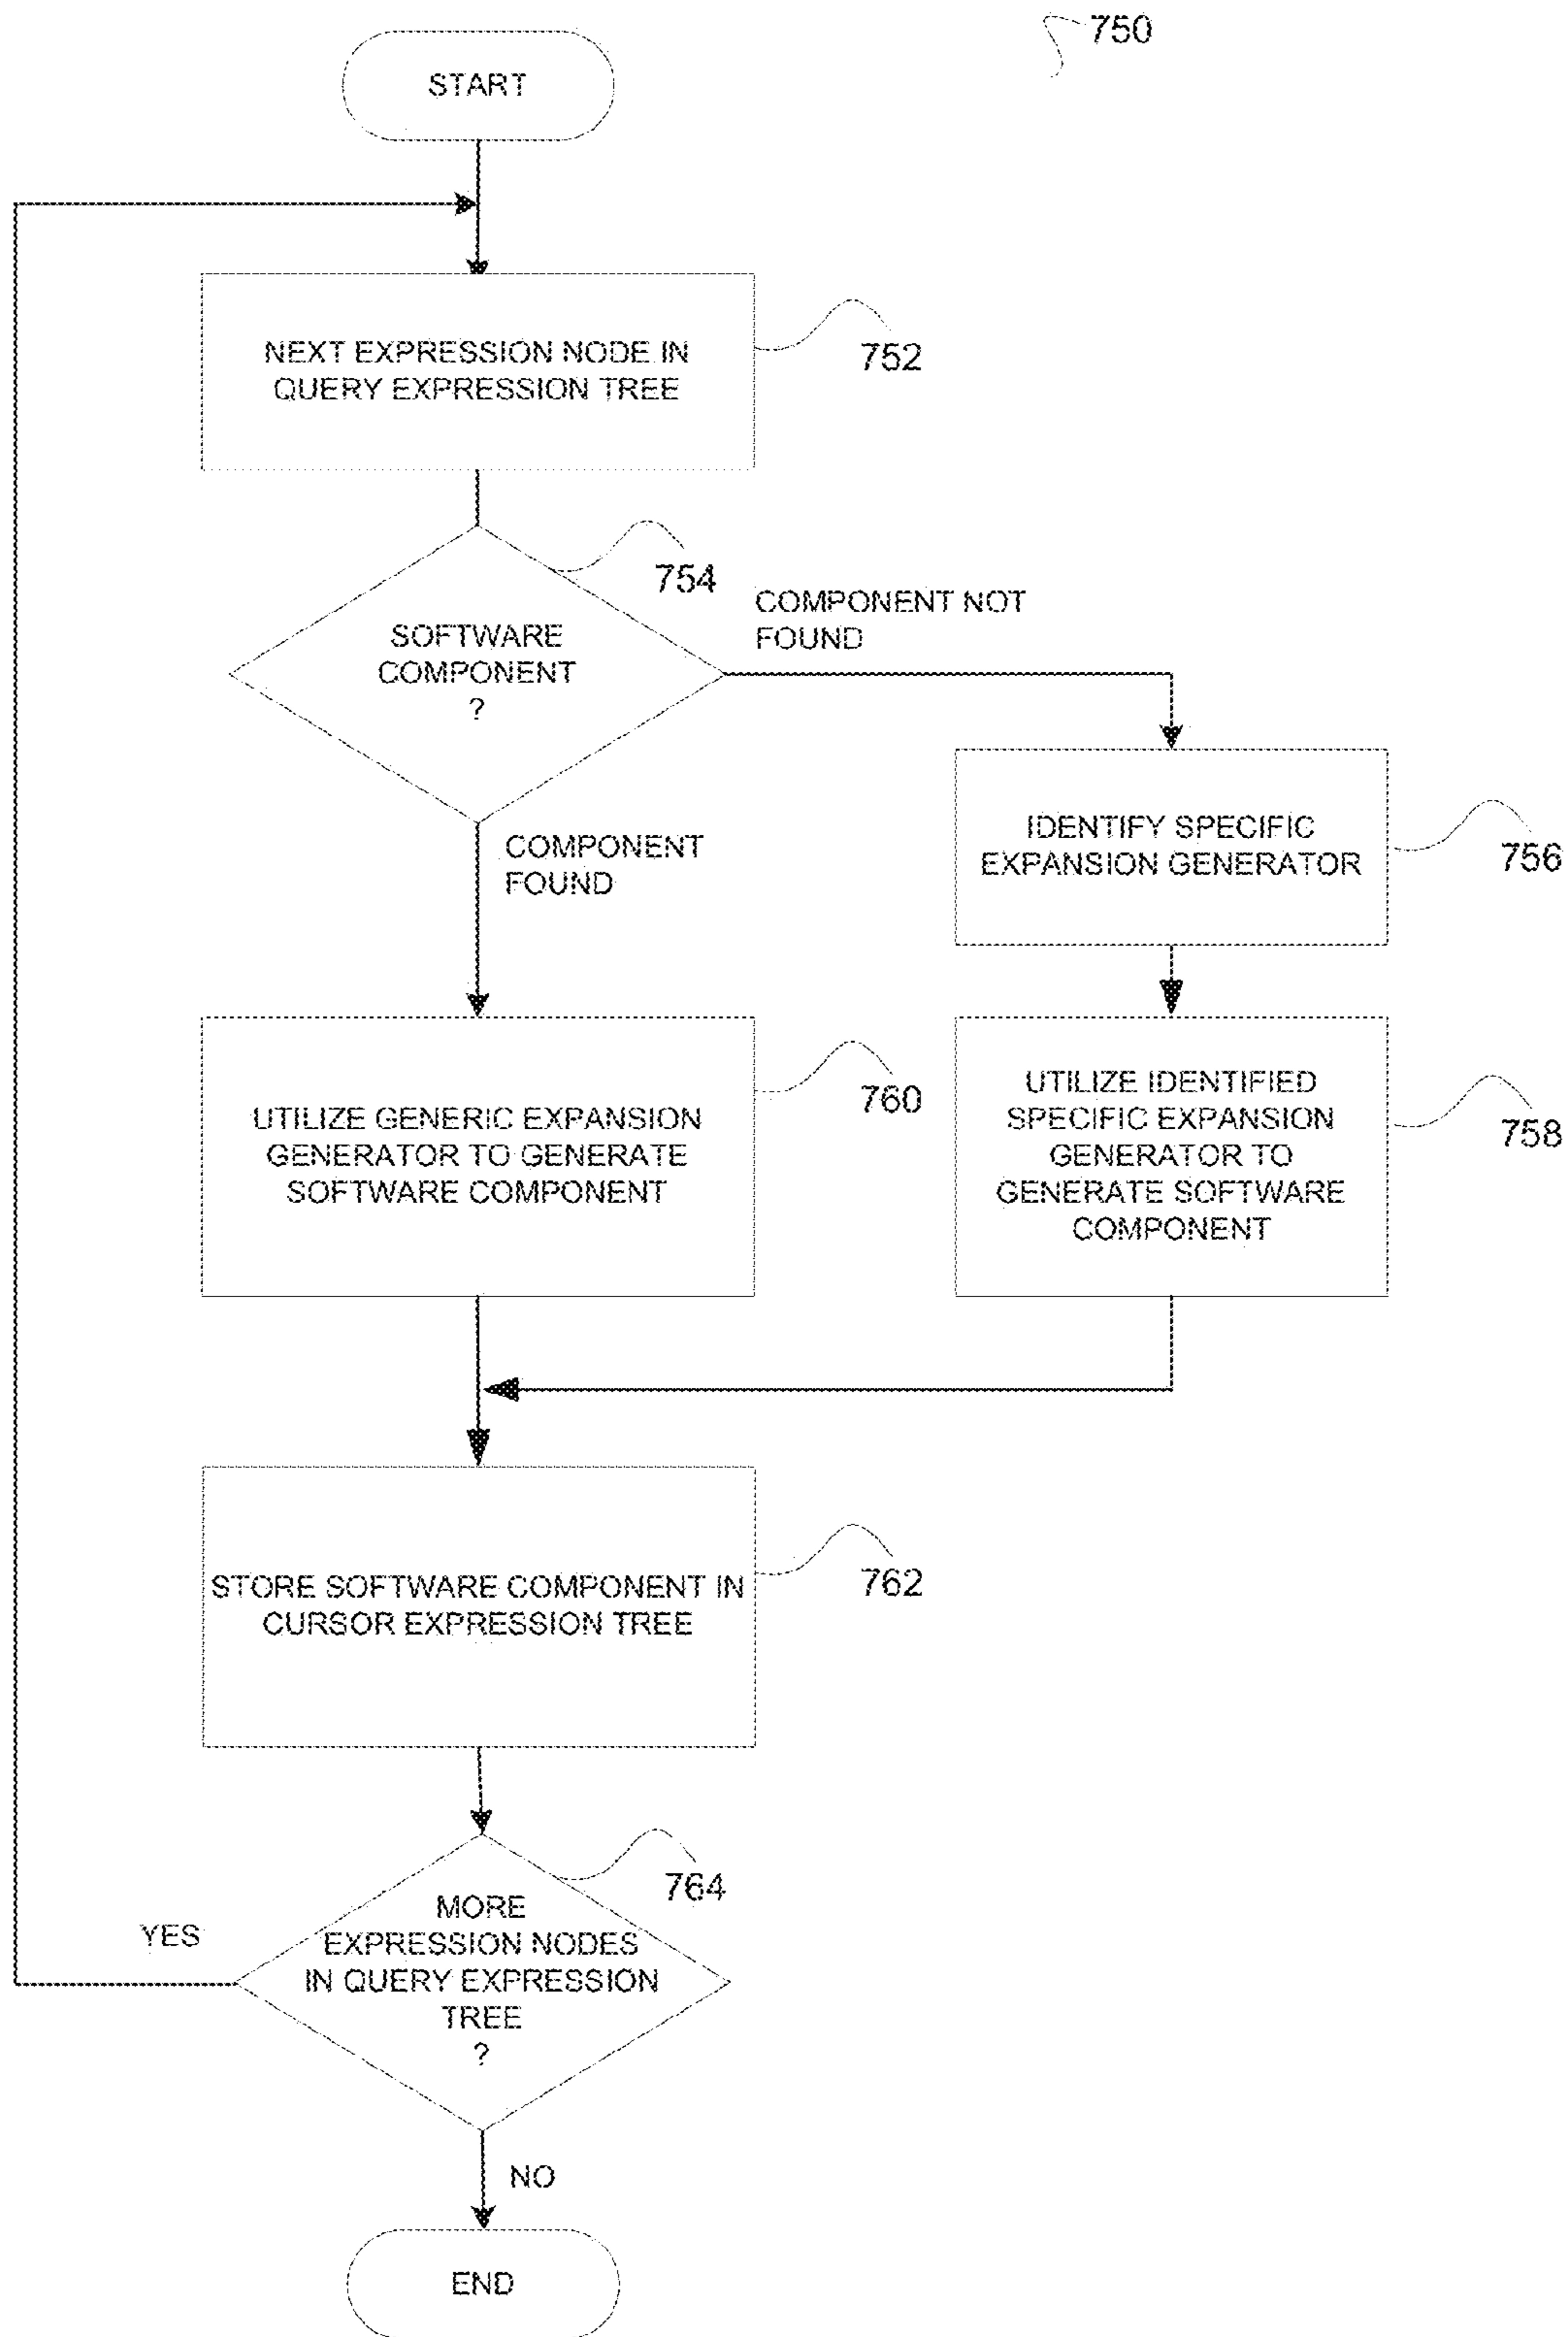 750
START
NEXT EXPRESSION NODE IN
QUERY EXPRESSION TREE
752
SOFTWARE
COMPONENT
?
754
COMPONENT NOT
FOUND
COMPONENT
FOUND
IDENTIFY SPECIFIC
EXPANSION GENERATOR
756
UTILIZE GENERIC EXPANSION
GENERATOR TO GENERATE
SOFTWARE COMPONENT
760
UTILIZE IDENTIFIED
SPECIFIC EXPANSION
GENERATOR TO
GENERATE SOFTWARE
COMPONENT
758
STORE SOFTWARE COMPONENT IN
CURSOR EXPRESSION TREE
762
MORE
EXPRESSION NODES
IN QUERY EXPRESSION
TREE
?
764
YES
NO
END